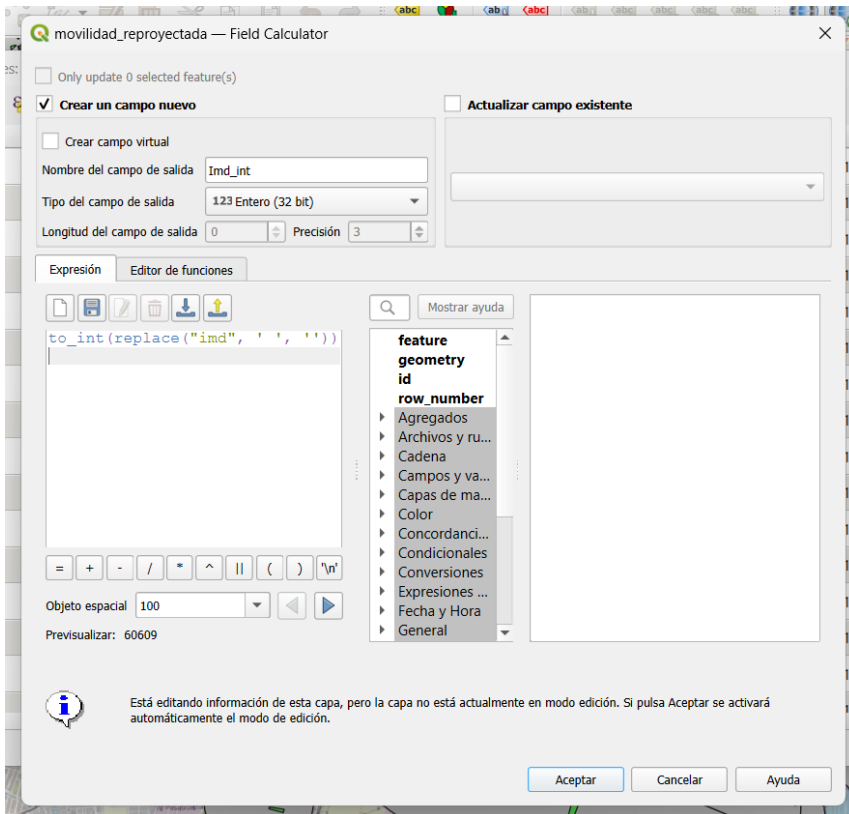 movilidad_reproyectada — Field Calculator
Only update 0 selected feature(s)
Crear un campo nuevo
Actualizar campo existente
Crear campo virtual
Nombre del campo de salida Imd_int
Tipo del campo de salida 123 Entero (32 bit)
Longitud del campo de salida 0 Precisión 3
Expresión Editor de funciones
Mostrar ayuda
to_int(replace("imd", ' ', ''))
feature
geometry
id
row_number
Agregados
Archivos y ru...
Cadena
Campos y va...
Capas de ma...
Color
Concordanci...
Condicionales
Conversiones
Expresiones ...
Fecha y Hora
General
= + - / * ^ || ( ) '\n'
Objeto espacial 100
Previsualizar: 60609
Está editando información de esta capa, pero la capa no está actualmente en modo edición. Si pulsa Aceptar se activará
automáticamente el modo de edición.
Aceptar Cancelar Ayuda